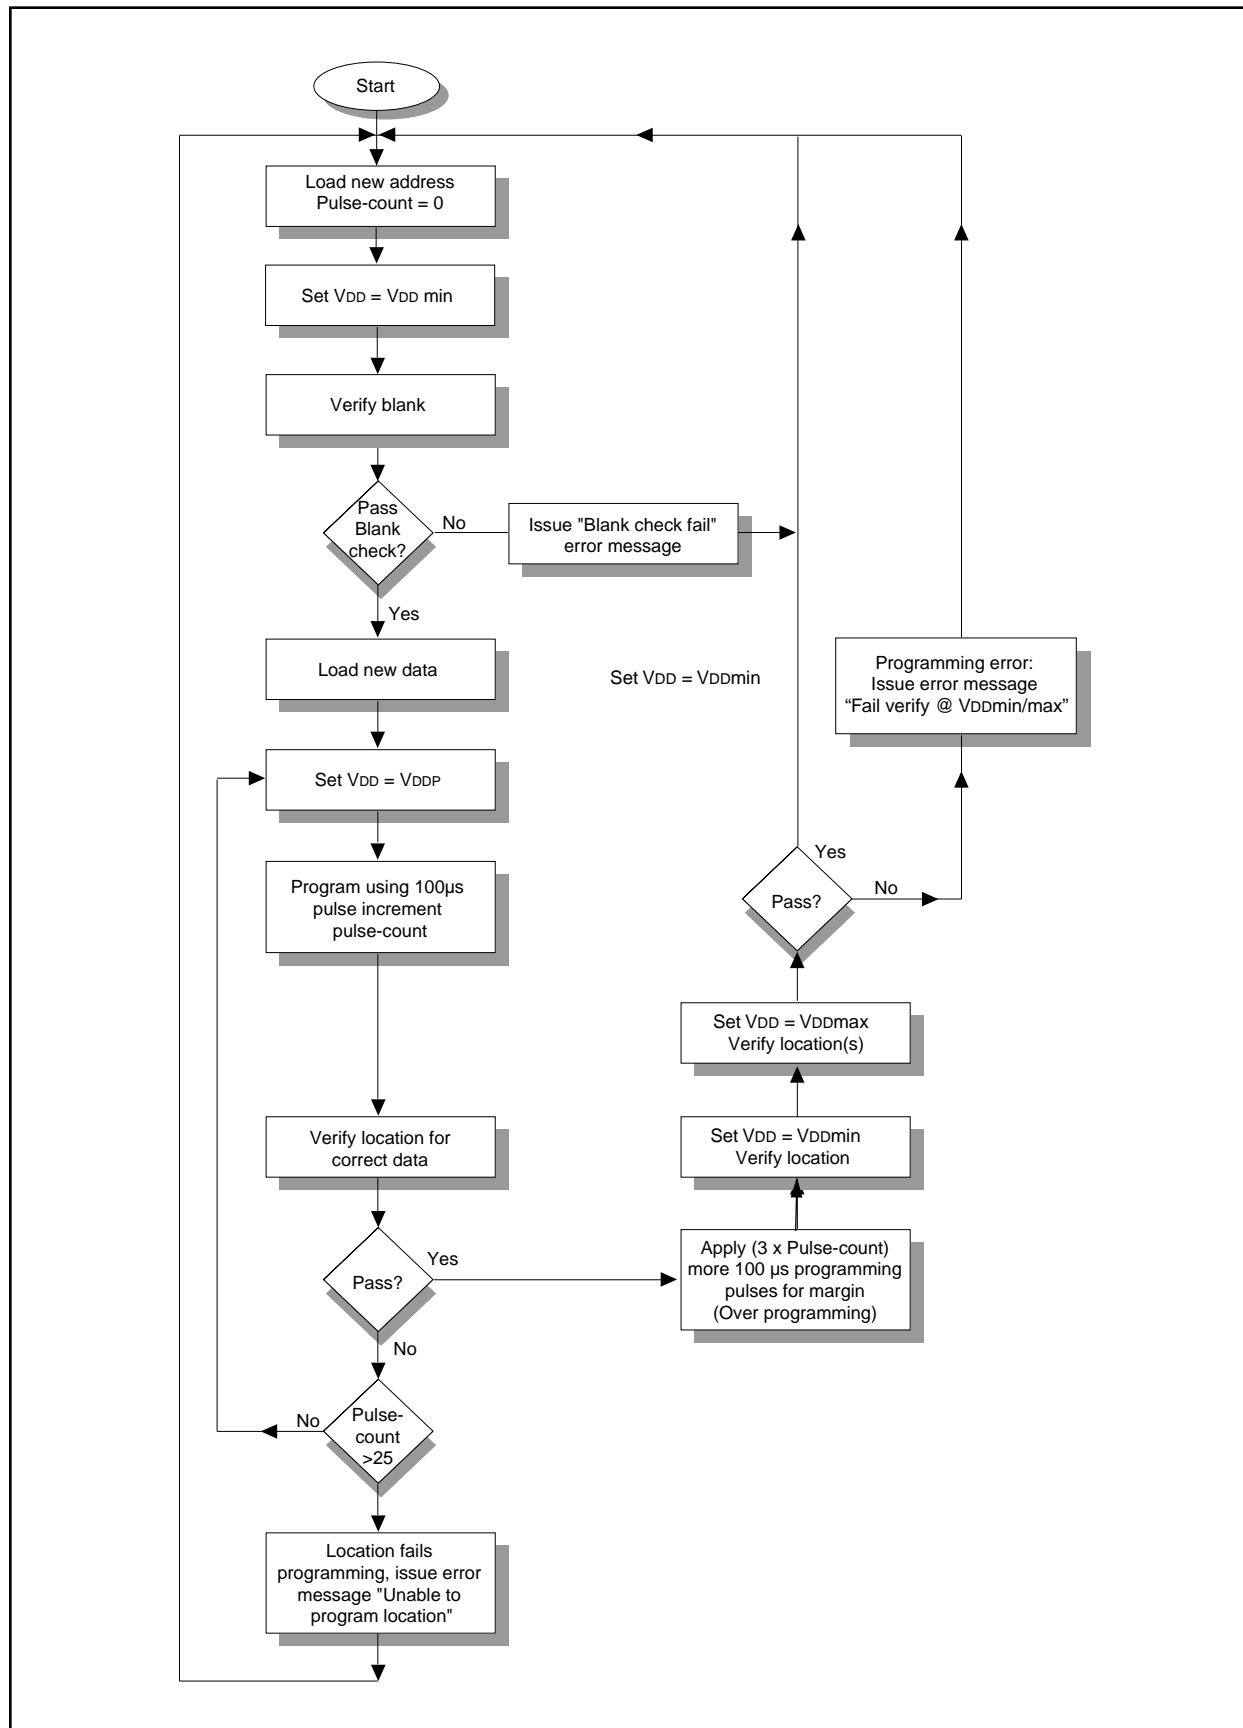 Start
Load new address
Pulse-count = 0
Set VDD = VDD min
Verify blank
Pass
Blank
check?
No
Issue "Blank check fail"
error message
Yes
Load new data
Set VDD = VDDmin
Programming error:
Issue error message
“Fail verify @ VDDmin/max”
Set VDD = VDDP
Program using 100µs
pulse increment
pulse-count
Yes
Pass?
No
Set VDD = VDDmax
Verify location(s)
Verify location for
correct data
Set VDD = VDDmin
Verify location
Pass?
Yes
Apply (3 x Pulse-count)
more 100 µs programming
pulses for margin
(Over programming)
No
No
Pulse-
count
>25
Location fails
programming, issue error
message "Unable to
program location"